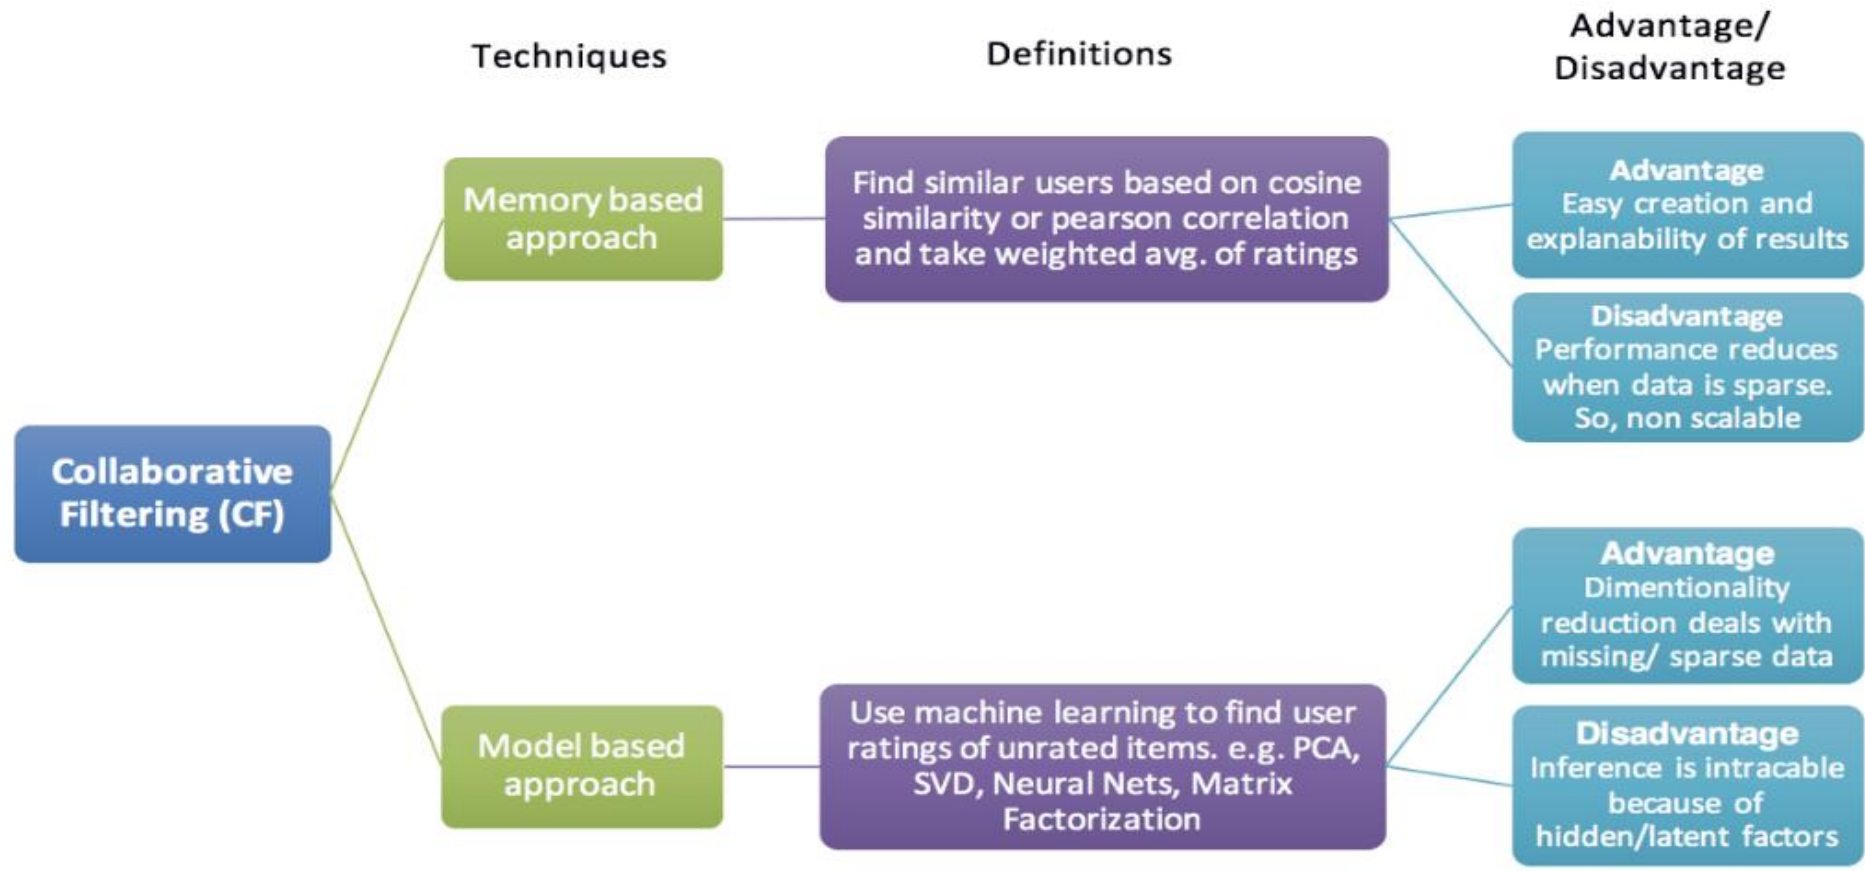 Techniques
Definitions
Advantage/
Disadvantage
Memory based
approach
Find similar users based on cosine
similarity or pearson correlation
and take weighted avg. of ratings
Advantage
Easy creation and
explanability of results
Disadvantage
Performance reduces
when data is sparse.
So, non scalable
Collaborative
Filtering (CF)
Model based
approach
Use machine learning to find user
ratings of unrated items. e.g. PCA,
SVD, Neural Nets, Matrix
Factorization
Advantage
Dimentionality
reduction deals with
missing/ sparse data
Disadvantage
Inference is intracable
because of
hidden/latent factors